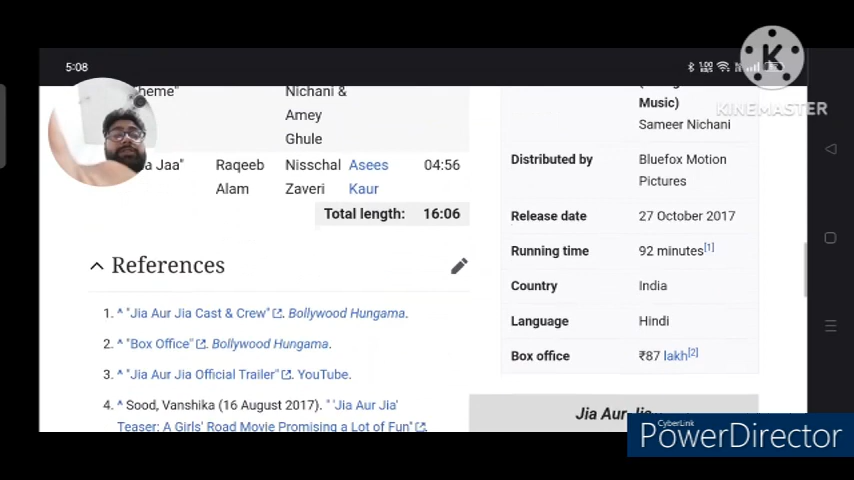 5:08
KINEMASTER
heme"
Nichani &
Amey
Ghule
a Jaa"
Raqeeb
Alam
Nisschal
Zaveri
Asees
Kaur
04:56
Total length: 16:06
References
1. ^ "Jia Aur Jia Cast & Crew". Bollywood Hungama.
2. ^ "Box Office". Bollywood Hungama.
3. ^ "Jia Aur Jia Official Trailer". YouTube.
4. ^ Sood, Vanshika (16 August 2017). "'Jia Aur Jia'
Teaser: A Girls' Road Movie Promising a Lot of Fun".
Music)
Sameer Nichani
Distributed by Bluefox Motion
Pictures
Release date 27 October 2017
Running time 92 minutes[1]
Country India
Language Hindi
Box office ₹87 lakh[2]
Jia Aur Jia
CyberLink
PowerDirector